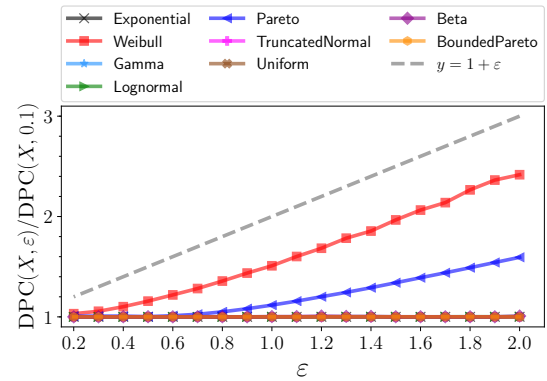 Exponential Pareto Beta
Weibull TruncatedNormal BoundedPareto
Gamma Uniform y = 1 + ε
Lognormal
DPC(X, ε)/DPC(X, 0.1)
3
2
1
0.2 0.4 0.6 0.8 1.0 1.2 1.4 1.6 1.8 2.0
ε